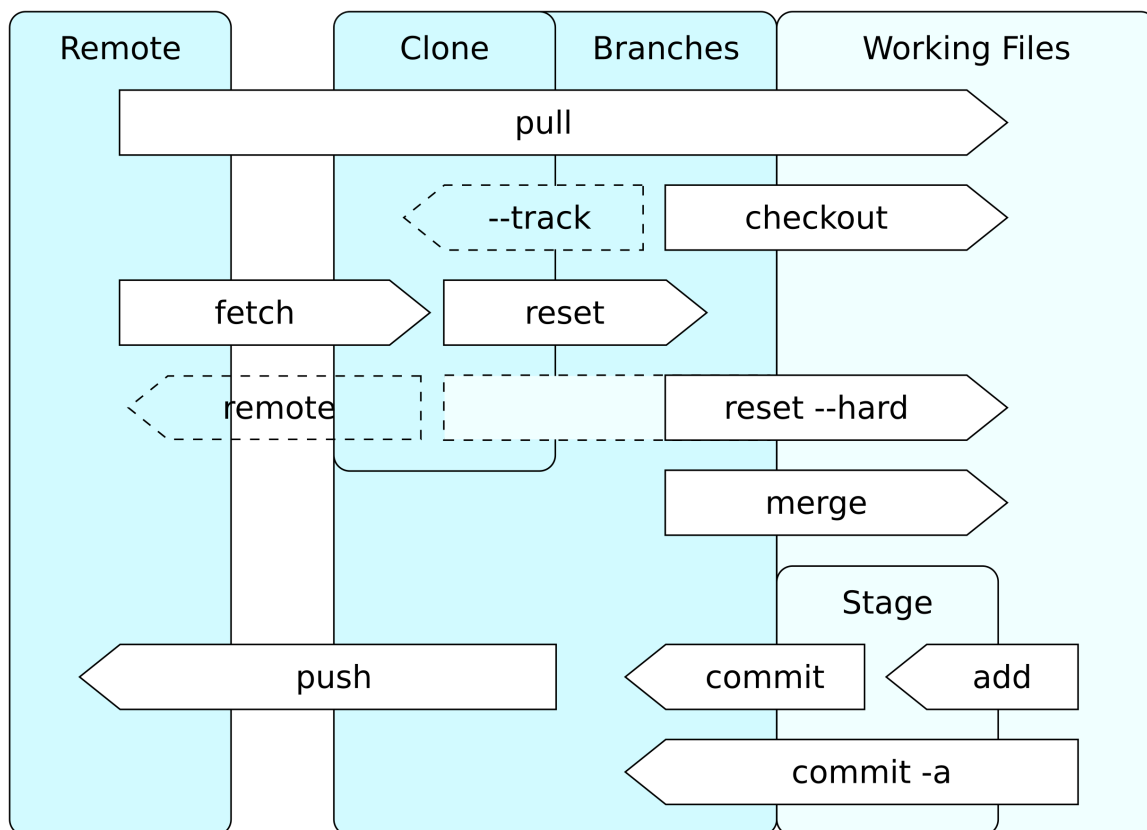 Remote
Clone
Branches
Working Files
pull
--track
checkout
fetch
reset
remote
reset --hard
merge
Stage
push
commit
add
commit -a